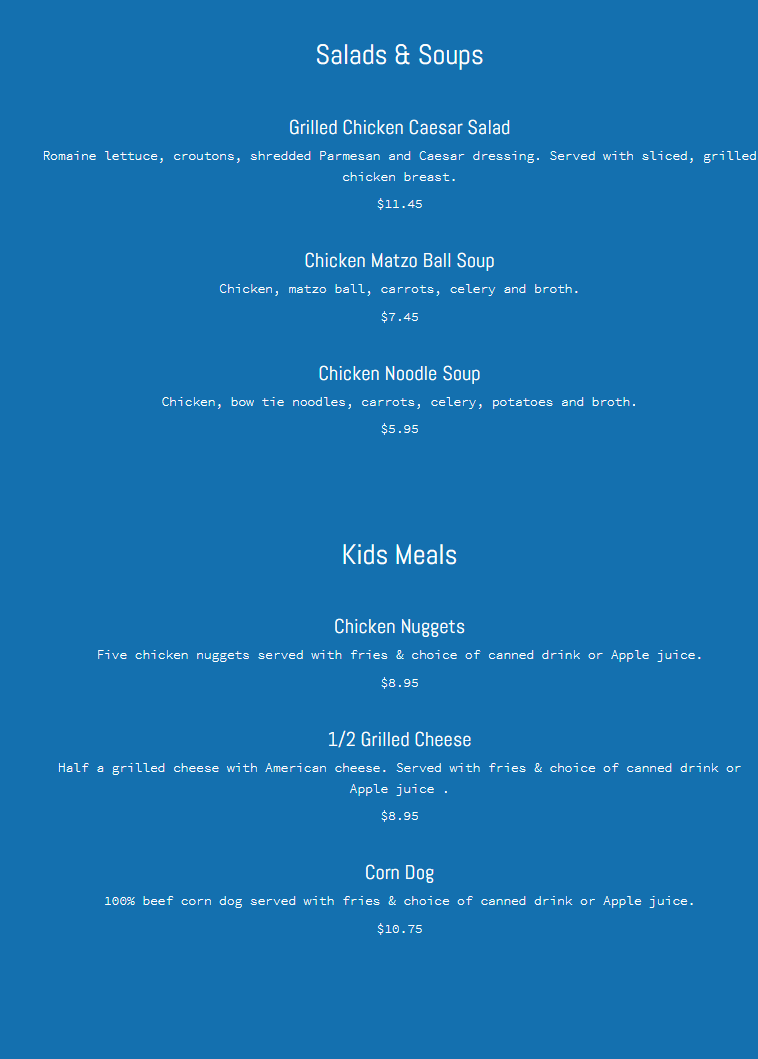 Salads & Soups
Grilled Chicken Caesar Salad
Romaine lettuce, croutons, shredded Parmesan and Caesar dressing. Served with sliced, grilled
chicken breast.
$11.45
Chicken Matzo Ball Soup
Chicken, matzo ball, carrots, celery and broth.
$7.45
Chicken Noodle Soup
Chicken, bow tie noodles, carrots, celery, potatoes and broth.
$5.95
Kids Meals
Chicken Nuggets
Five chicken nuggets served with fries & choice of canned drink or Apple juice.
$8.95
1/2 Grilled Cheese
Half a grilled cheese with American cheese. Served with fries & choice of canned drink or
Apple juice .
$8.95
Corn Dog
100% beef corn dog served with fries & choice of canned drink or Apple juice.
$10.75